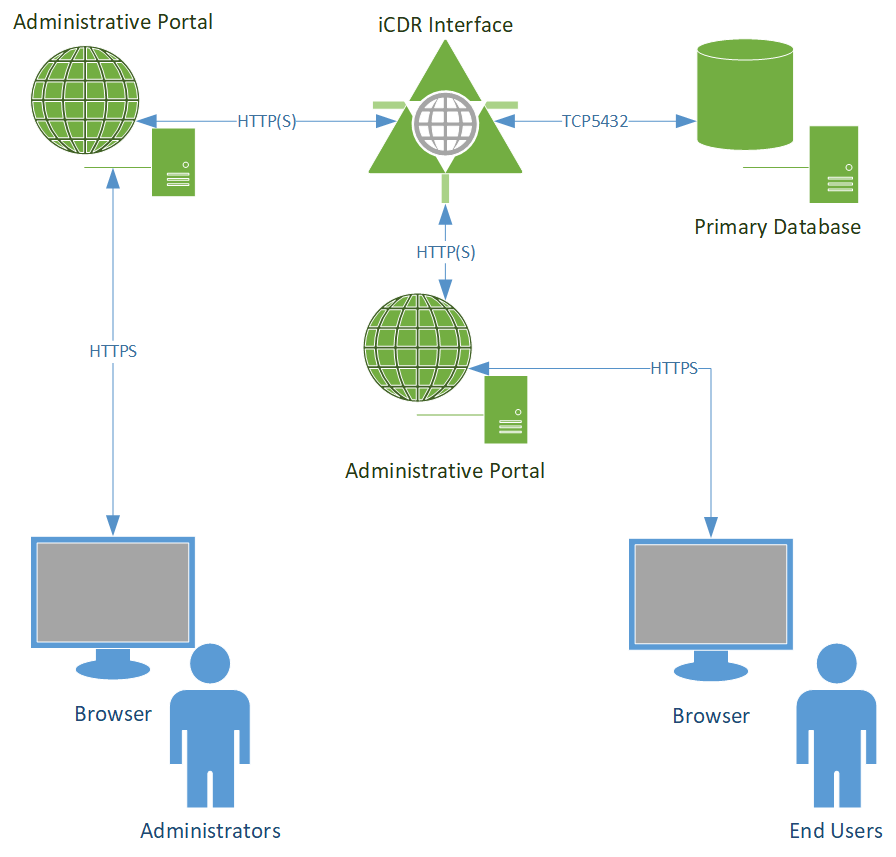 Administrative Portal
iCDR Interface
HTTP(S)
TCP5432
Primary Database
HTTP(S)
HTTPS
HTTPS
Administrative Portal
Browser
Browser
Administrators
End Users